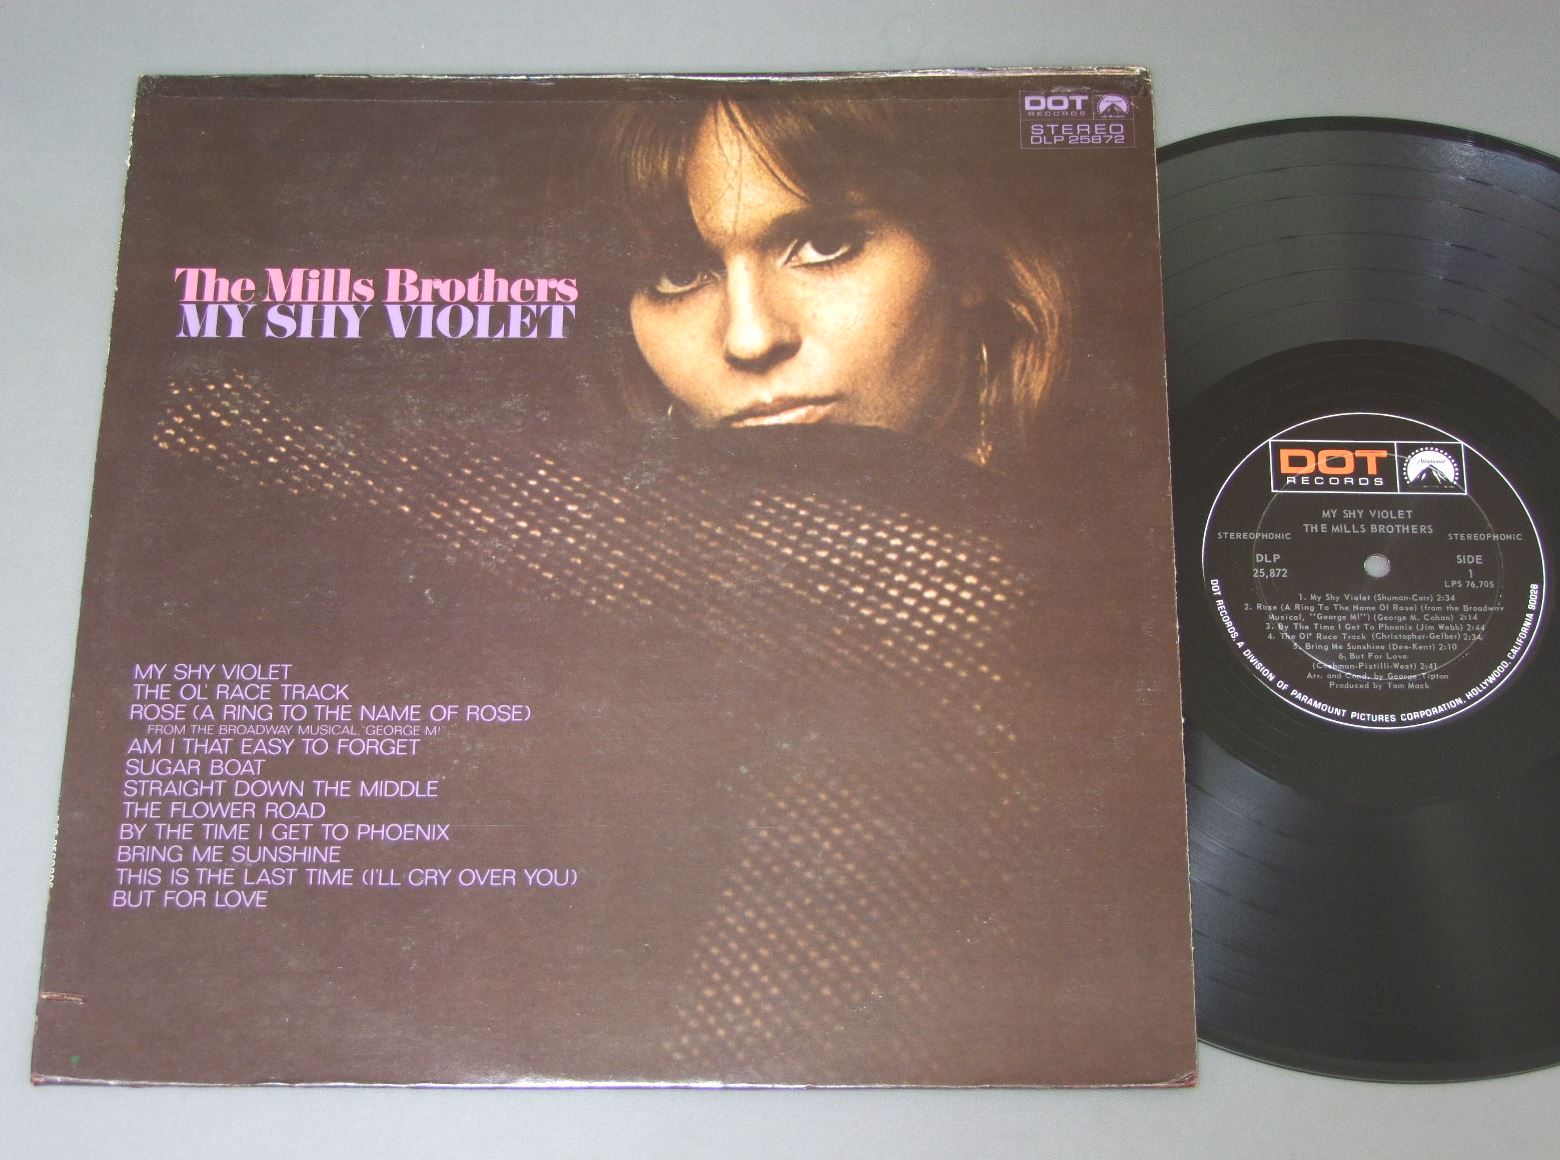 DOT
RECORDS
STEREO
DLP 25872
The Mills Brothers
MY SHY VIOLET
MY SHY VIOLET
THE OL' RACE TRACK
ROSE (A RING TO THE NAME OF ROSE)
FROM THE BROADWAY MUSICAL, 'GEORGE M!'
AM I THAT EASY TO FORGET
SUGAR BOAT
STRAIGHT DOWN THE MIDDLE
THE FLOWER ROAD
BY THE TIME I GET TO PHOENIX
BRING ME SUNSHINE
THIS IS THE LAST TIME (I'LL CRY OVER YOU)
BUT FOR LOVE
DOT
RECORDS
MY SHY VIOLET
THE MILLS BROTHERS
STEREOPHONIC
STEREOPHONIC
DLP
25,872
SIDE
1
LPS 76,705
1. My Shy Violet (Shuman-Carr) 2:34
2. Rose (A Ring To The Name Of Rose) (from the Broadway
Musical, "George M!") (George M. Cohan) 2:14
3. By The Time I Get To Phoenix (Jim Webb) 2:44
4. The Ol' Race Track (Christopher-Gelber) 2:34
5. Bring Me Sunshine (Dee-Kent) 2:10
6. But For Love
(Cashman-Pistilli-West) 2:41
Arr. and Cond. by George Tipton
Produced by Tom Mack
DOT RECORDS, A DIVISION OF PARAMOUNT PICTURES CORPORATION, HOLLYWOOD, CALIFORNIA 90028